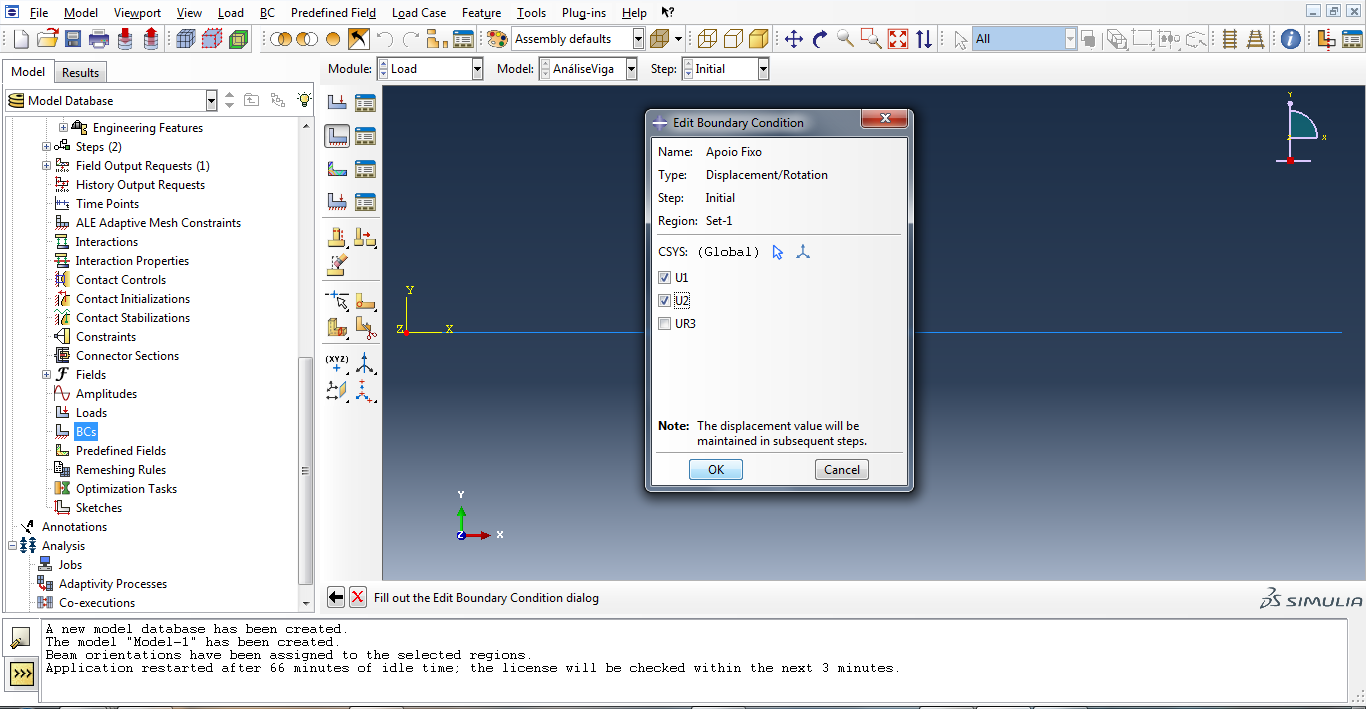 File Model Viewport View Load BC Predefined Field Load Case Feature Tools Plug-ins Help ?
Assembly defaults All
Model Results Module: Load Model: AnáliseViga Step: Initial
Model Database
Engineering Features
Steps (2)
Field Output Requests (1)
History Output Requests
Time Points
ALE Adaptive Mesh Constraints
Interactions
Interaction Properties
Contact Controls
Contact Initializations
Contact Stabilizations
Constraints
Connector Sections
Fields
Amplitudes
Loads
BCs
Predefined Fields
Remeshing Rules
Optimization Tasks
Sketches
Annotations
Analysis
Jobs
Adaptivity Processes
Co-executions
(XYZ)
Y
Z X
Y
Z X
Y
X
Edit Boundary Condition
Name: Apoio Fixo
Type: Displacement/Rotation
Step: Initial
Region: Set-1
CSYS: (Global)
U1
U2
UR3
Note: The displacement value will be
maintained in subsequent steps.
OK Cancel
Fill out the Edit Boundary Condition dialog
SIMULIA
A new model database has been created.
The model "Model-1" has been created.
Beam orientations have been assigned to the selected regions.
Application restarted after 66 minutes of idle time; the license will be checked within the next 3 minutes.
>>>